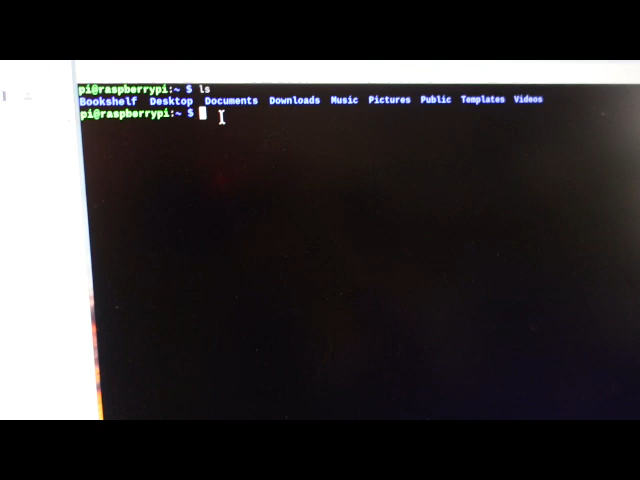 pi@raspberrypi:~ $ ls
Bookshelf Desktop Documents Downloads Music Pictures Public Templates Videos
pi@raspberrypi:~ $